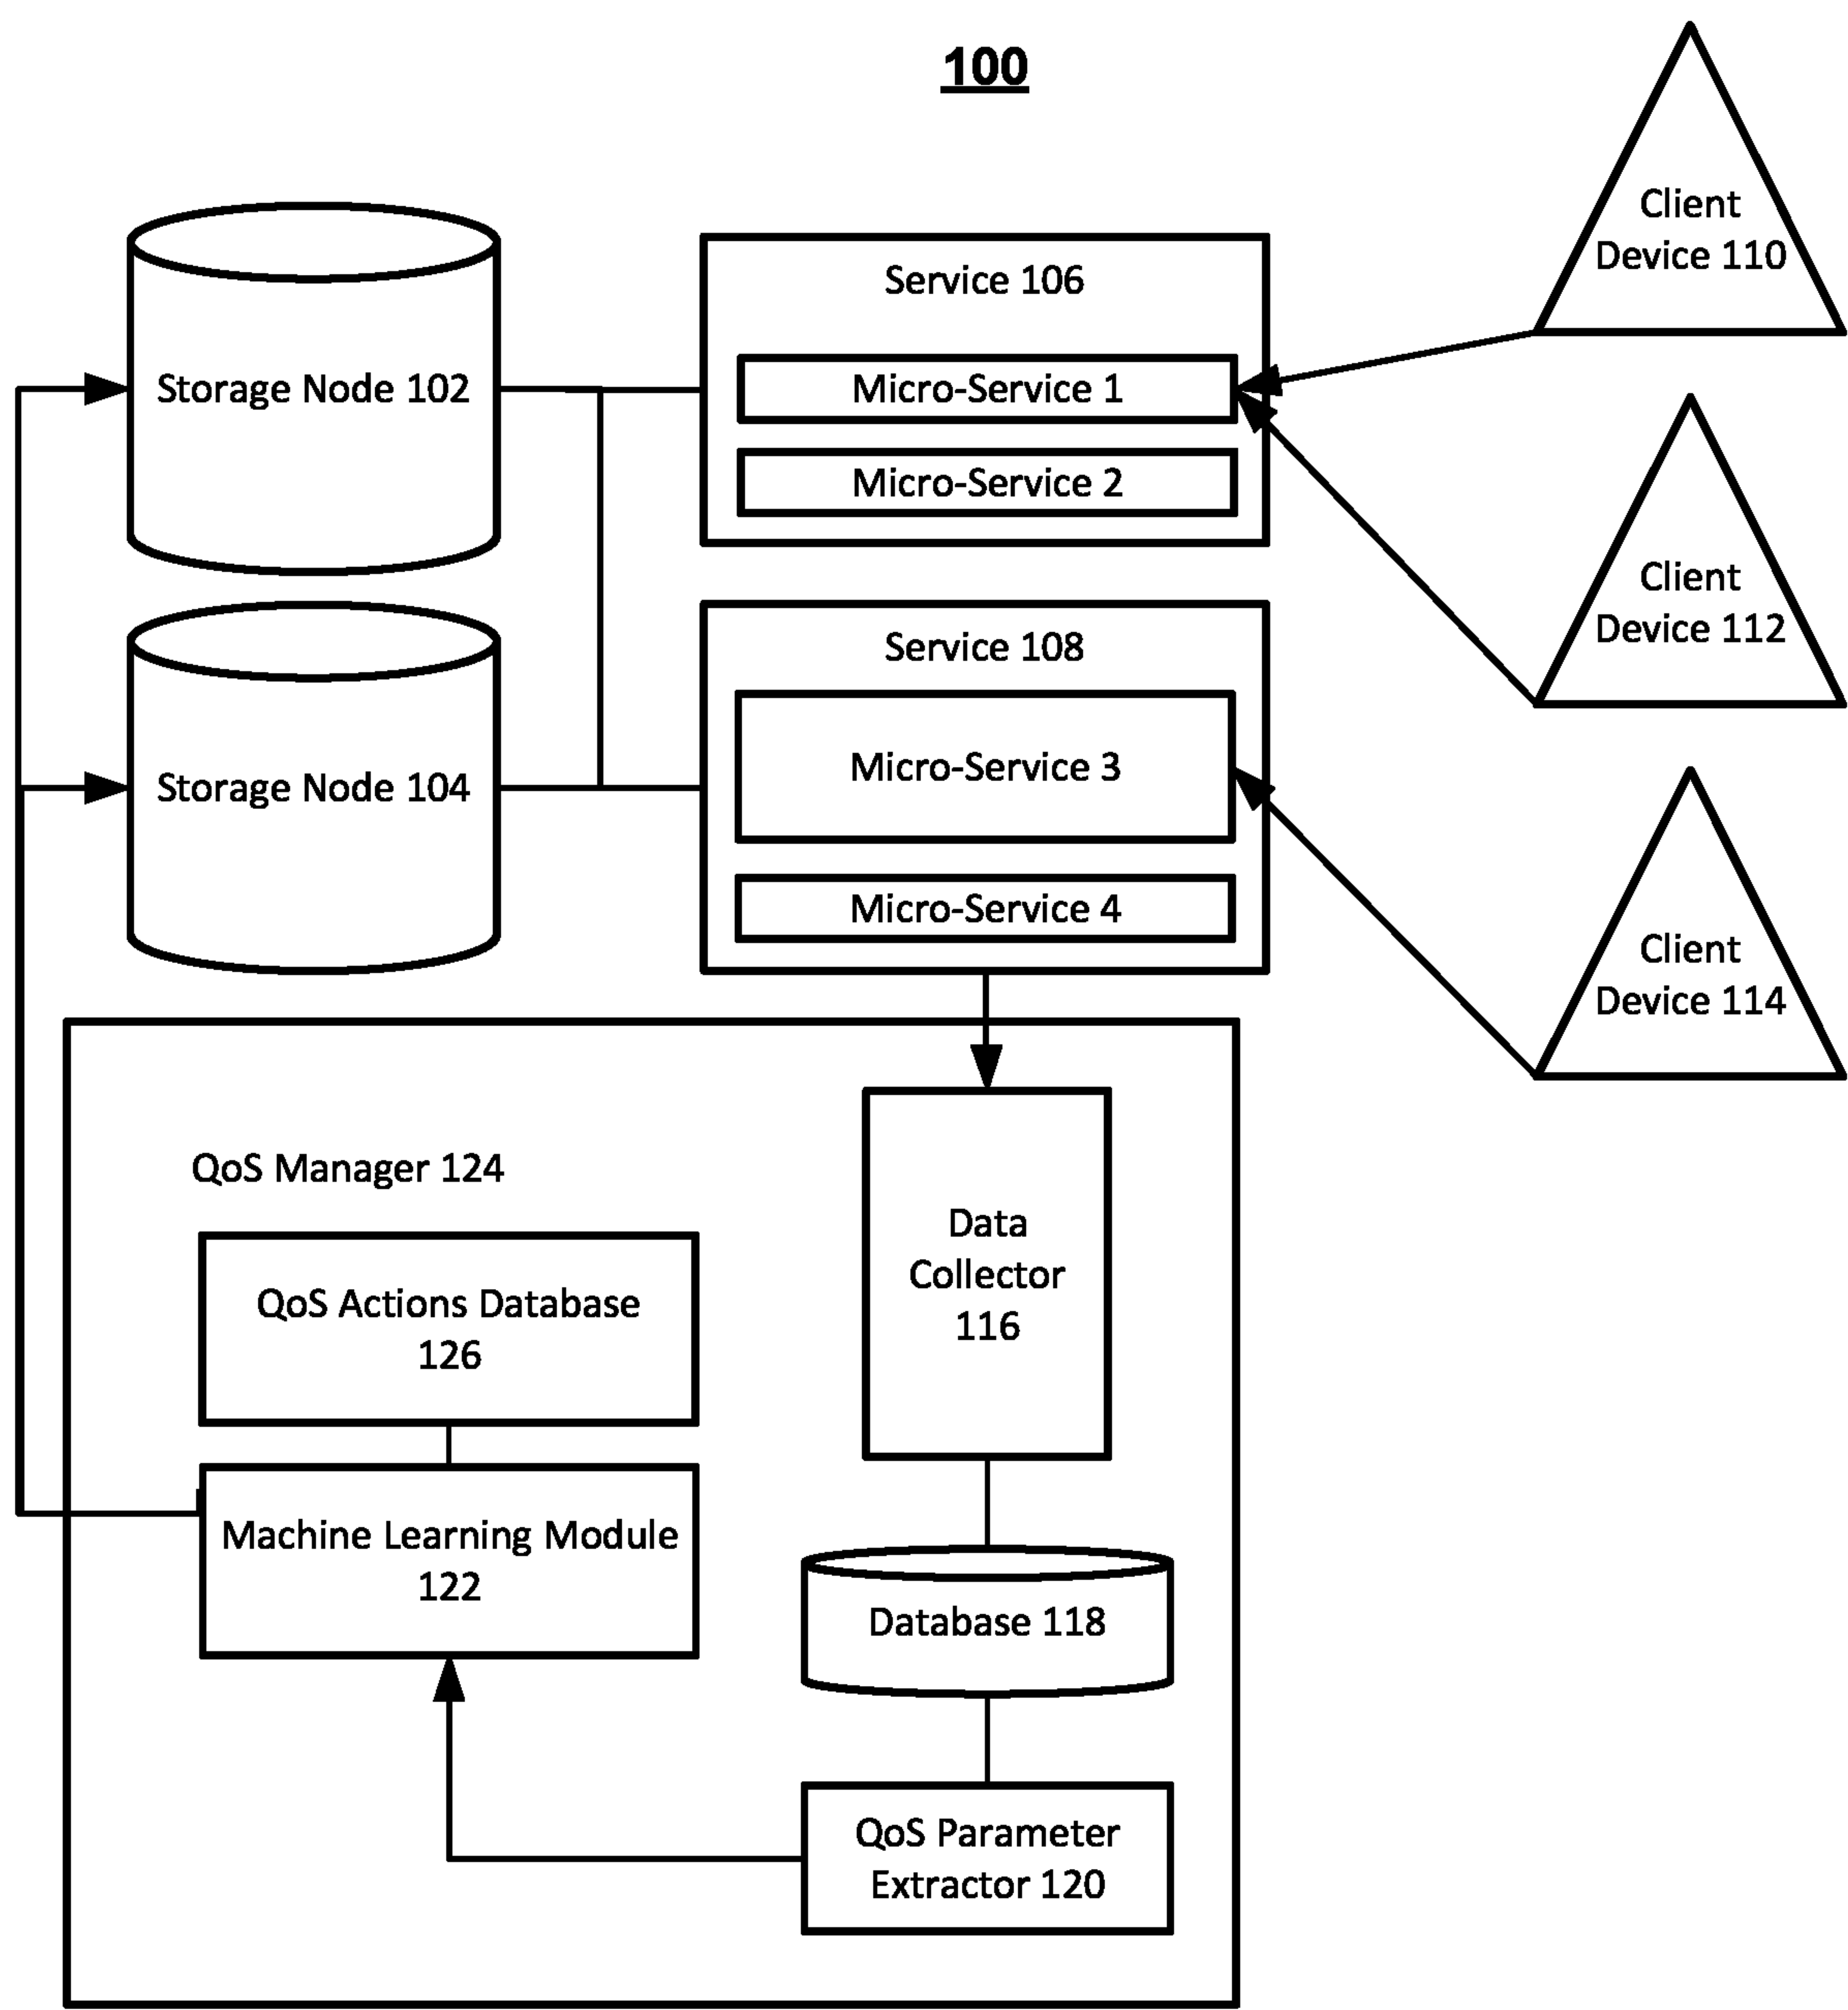 100
Client
Device 110
Service 106
Storage Node 102
Micro-Service 1
Micro-Service 2
Client
Device 112
Service 108
Storage Node 104
Micro-Service 3
Micro-Service 4
Client
Device 114
QoS Manager 124
Data
Collector
116
QoS Actions Database
126
Machine Learning Module
122
Database 118
QoS Parameter
Extractor 120